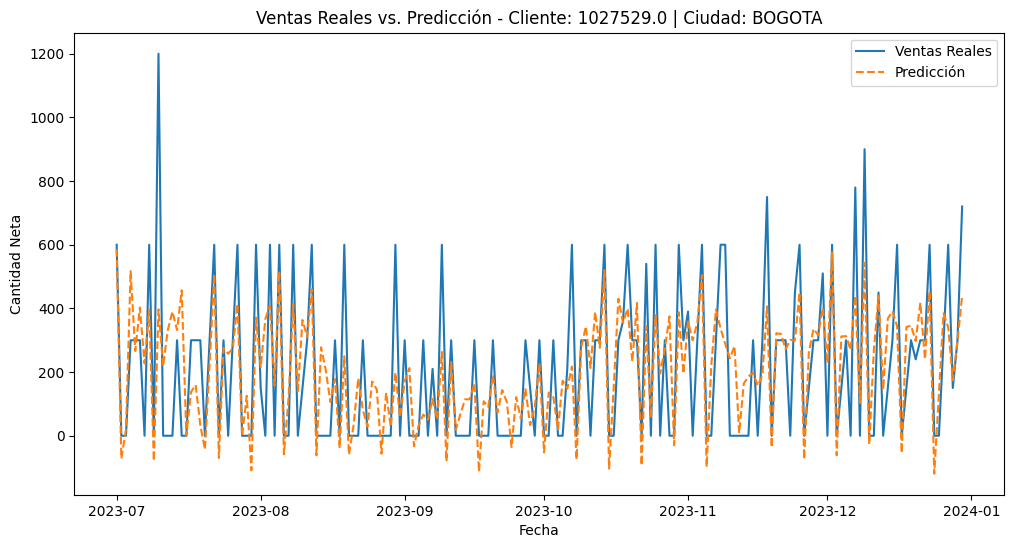 Ventas Reales vs. Predicción - Cliente: 1027529.0 | Ciudad: BOGOTA
Ventas Reales
Predicción
Cantidad Neta
1200
1000
800
600
400
200
0
2023-07
2023-08
2023-09
2023-10
2023-11
2023-12
2024-01
Fecha